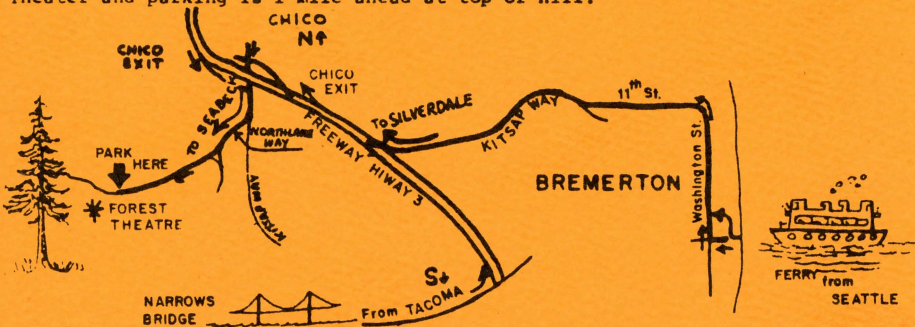 Theater and parking is 1 mile ahead at top of hill.
CHICO
N
CHICO
EXIT
CHICO
EXIT
11th St.
TO SILVERDALE
KITSAP WAY
TO SEABECK
NORTHLAKE
WAY
FREEWAY HIWAY 3
PARK
HERE
BREMERTON
Washington St.
FOREST
THEATRE
KITSAP WAY
S
FERRY from
SEATTLE
NARROWS
BRIDGE
From TACOMA